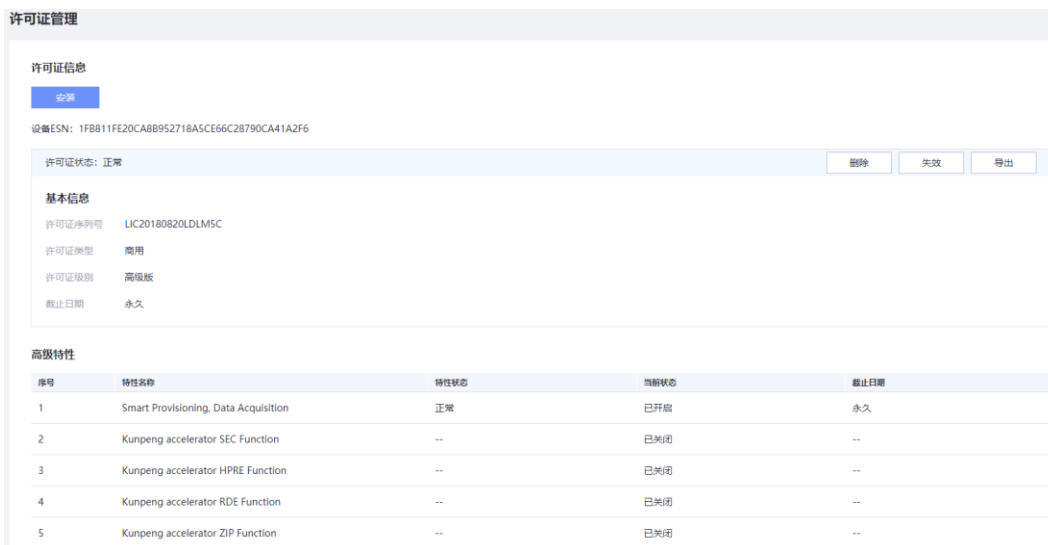 许可证管理
许可证信息
安装
设备ESN：1FB811FE20CA8B952718A5CE66C28790CA41A2F6
许可证状态：正常 删除 失效 导出
基本信息
许可证序列号 LIC20180820LDLM5C
许可证类型 商用
许可证级别 高级版
截止日期 永久
高级特性
序号 特性名称 特性状态 当前状态 截止日期
1 Smart Provisioning, Data Acquisition 正常 已开启 永久
2 Kunpeng accelerator SEC Function -- 已关闭 --
3 Kunpeng accelerator HPRE Function -- 已关闭 --
4 Kunpeng accelerator RDE Function -- 已关闭 --
5 Kunpeng accelerator ZIP Function -- 已关闭 --